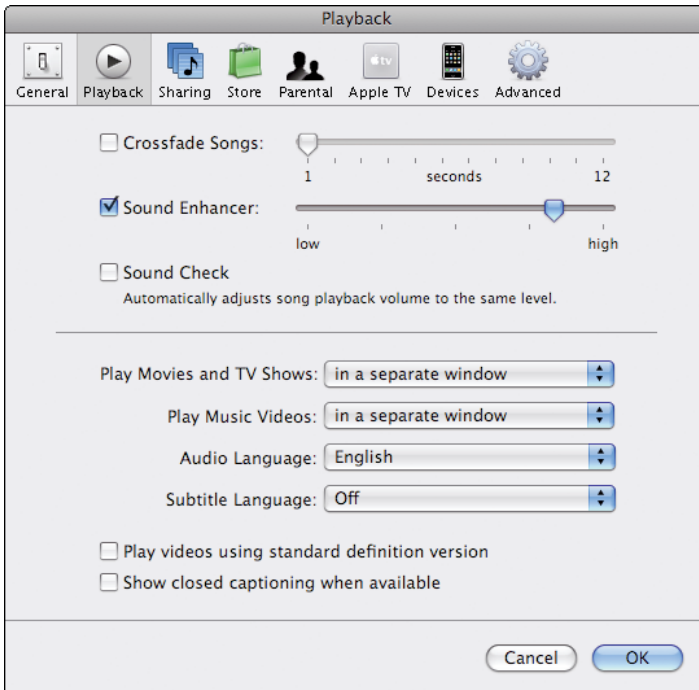 Playback
General Playback Sharing Store Parental Apple TV Devices Advanced
Crossfade Songs:
1 seconds 12
Sound Enhancer:
low high
Sound Check
Automatically adjusts song playback volume to the same level.
Play Movies and TV Shows: in a separate window
Play Music Videos: in a separate window
Audio Language: English
Subtitle Language: Off
Play videos using standard definition version
Show closed captioning when available
Cancel OK